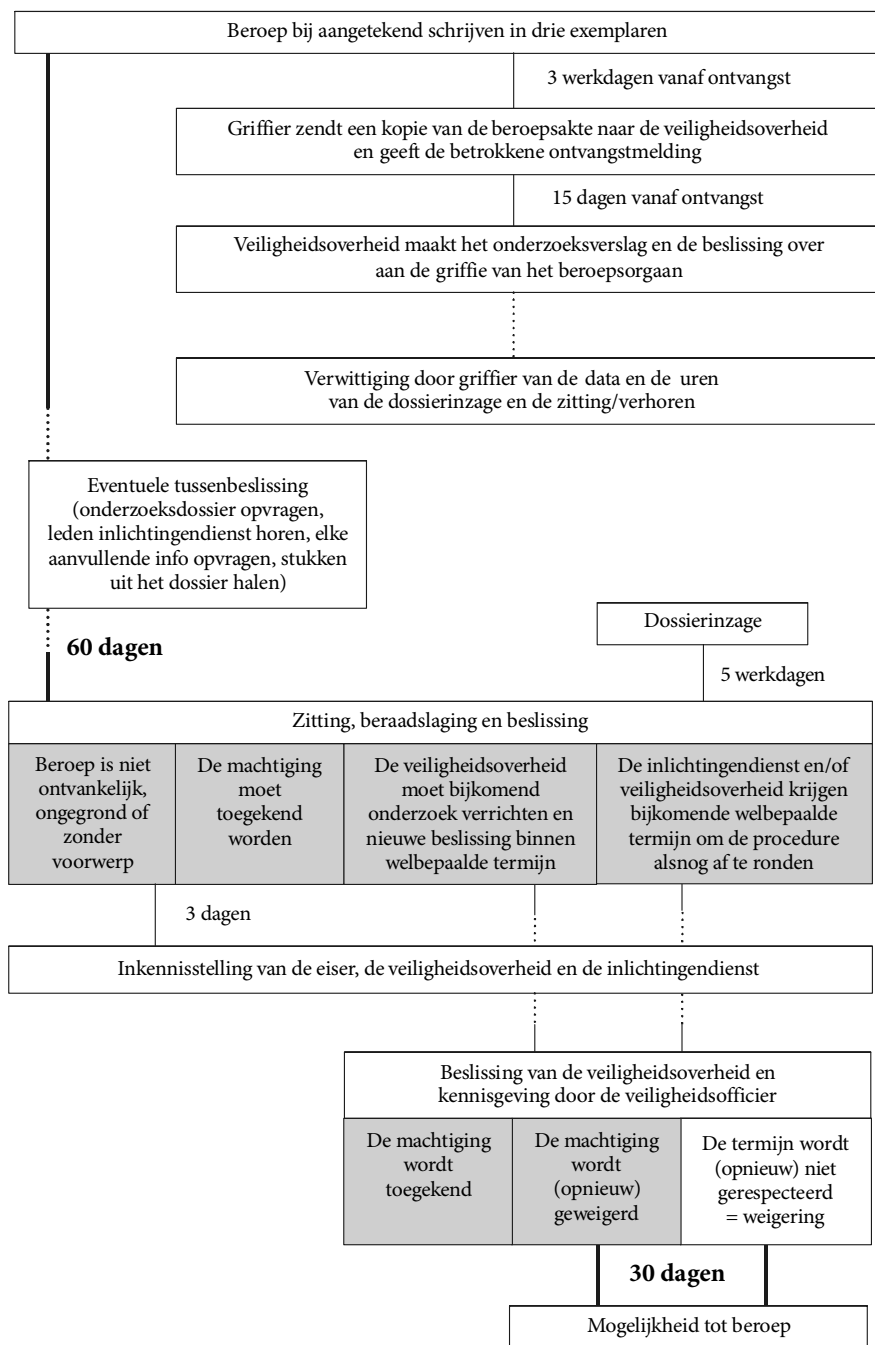 Beroep bij aangetekend schrijven in drie exemplaren
3 werkdagen vanaf ontvangst
Griffier zendt een kopie van de beroepsakte naar de veiligheidsoverheid
en geeft de betrokkene ontvangstmelding
15 dagen vanaf ontvangst
Veiligheidsoverheid maakt het onderzoeksverslag en de beslissing over
aan de griffie van het beroepsorgaan
Verwittiging door griffier van de data en de uren
van de dossierinzage en de zitting/verhoren
Eventuele tussenbeslissing
(onderzoeksdossier opvragen,
leden inlichtingendienst horen, elke
aanvullende info opvragen, stukken
uit het dossier halen)
Dossierinzage
60 dagen
5 werkdagen
Zitting, beraadslaging en beslissing
Beroep is niet
ontvankelijk,
ongegrond of
zonder
voorwerp
De machtiging
moet
toegekend
worden
De veiligheidsoverheid
moet bijkomend
onderzoek verrichten en
nieuwe beslissing binnen
welbepaalde termijn
De inlichtingendienst en/of
veiligheidsoverheid krijgen
bijkomende welbepaalde
termijn om de procedure
alsnog af te ronden
3 dagen
Inkennisstelling van de eiser, de veiligheidsoverheid en de inlichtingendienst
Beslissing van de veiligheidsoverheid en
kennisgeving door de veiligheidsofficier
De machtiging
wordt
toegekend
De machtiging
wordt
(opnieuw)
geweigerd
De termijn wordt
(opnieuw) niet
gerespecteerd
= weigering
30 dagen
Mogelijkheid tot beroep